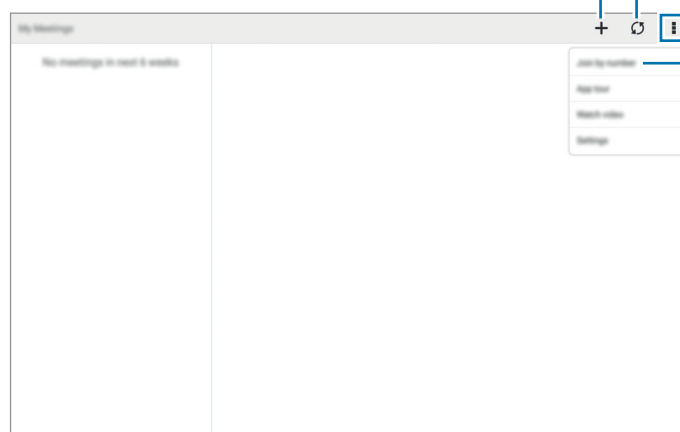 My Meetings
No meetings in next 6 weeks
Join by number
App tour
Watch video
Settings